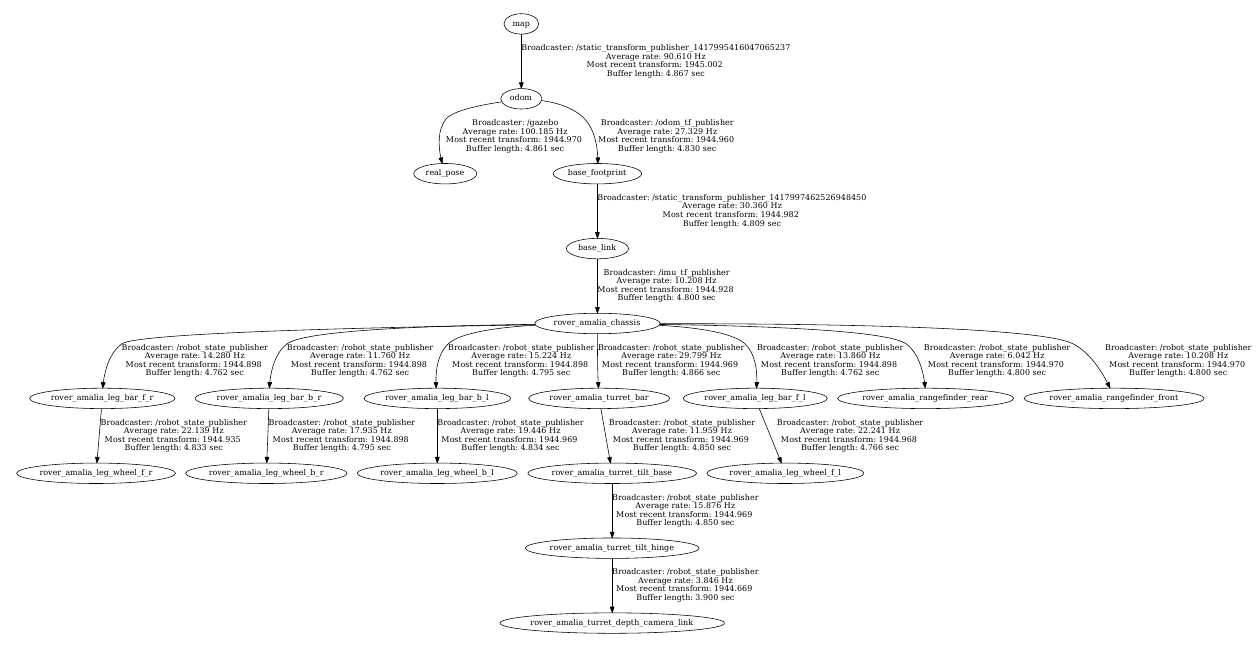 map
Broadcaster: /static_transform_publisher_1417995416047065237
Average rate: 90.610 Hz
Most recent transform: 1945.002
Buffer length: 4.867 sec
odom
Broadcaster: /gazebo
Average rate: 100.185 Hz
Most recent transform: 1944.970
Buffer length: 4.861 sec
Broadcaster: /odom_tf_publisher
Average rate: 27.329 Hz
Most recent transform: 1944.960
Buffer length: 4.830 sec
real_pose
base_footprint
Broadcaster: /static_transform_publisher_1417997462526948450
Average rate: 30.360 Hz
Most recent transform: 1944.982
Buffer length: 4.809 sec
base_link
Broadcaster: /imu_tf_publisher
Average rate: 10.208 Hz
Most recent transform: 1944.928
Buffer length: 4.800 sec
rover_amalia_chassis
Broadcaster: /robot_state_publisher
Average rate: 14.280 Hz
Most recent transform: 1944.898
Buffer length: 4.762 sec
Broadcaster: /robot_state_publisher
Average rate: 11.760 Hz
Most recent transform: 1944.898
Buffer length: 4.762 sec
Broadcaster: /robot_state_publisher
Average rate: 15.224 Hz
Most recent transform: 1944.898
Buffer length: 4.795 sec
Broadcaster: /robot_state_publisher
Average rate: 29.799 Hz
Most recent transform: 1944.969
Buffer length: 4.866 sec
Broadcaster: /robot_state_publisher
Average rate: 13.860 Hz
Most recent transform: 1944.898
Buffer length: 4.762 sec
Broadcaster: /robot_state_publisher
Average rate: 6.042 Hz
Most recent transform: 1944.970
Buffer length: 4.800 sec
Broadcaster: /robot_state_publisher
Average rate: 10.208 Hz
Most recent transform: 1944.970
Buffer length: 4.800 sec
rover_amalia_leg_bar_f_r
rover_amalia_leg_bar_b_r
rover_amalia_leg_bar_b_l
rover_amalia_turret_bar
rover_amalia_leg_bar_f_l
rover_amalia_rangefinder_rear
rover_amalia_rangefinder_front
Broadcaster: /robot_state_publisher
Average rate: 22.139 Hz
Most recent transform: 1944.935
Buffer length: 4.833 sec
Broadcaster: /robot_state_publisher
Average rate: 17.935 Hz
Most recent transform: 1944.898
Buffer length: 4.795 sec
Broadcaster: /robot_state_publisher
Average rate: 19.446 Hz
Most recent transform: 1944.969
Buffer length: 4.834 sec
Broadcaster: /robot_state_publisher
Average rate: 11.959 Hz
Most recent transform: 1944.969
Buffer length: 4.850 sec
Broadcaster: /robot_state_publisher
Average rate: 22.241 Hz
Most recent transform: 1944.968
Buffer length: 4.766 sec
rover_amalia_leg_wheel_f_r
rover_amalia_leg_wheel_b_r
rover_amalia_leg_wheel_b_l
rover_amalia_turret_tilt_base
rover_amalia_leg_wheel_f_l
Broadcaster: /robot_state_publisher
Average rate: 15.876 Hz
Most recent transform: 1944.969
Buffer length: 4.850 sec
rover_amalia_turret_tilt_hinge
Broadcaster: /robot_state_publisher
Average rate: 3.846 Hz
Most recent transform: 1944.669
Buffer length: 3.900 sec
rover_amalia_turret_depth_camera_link